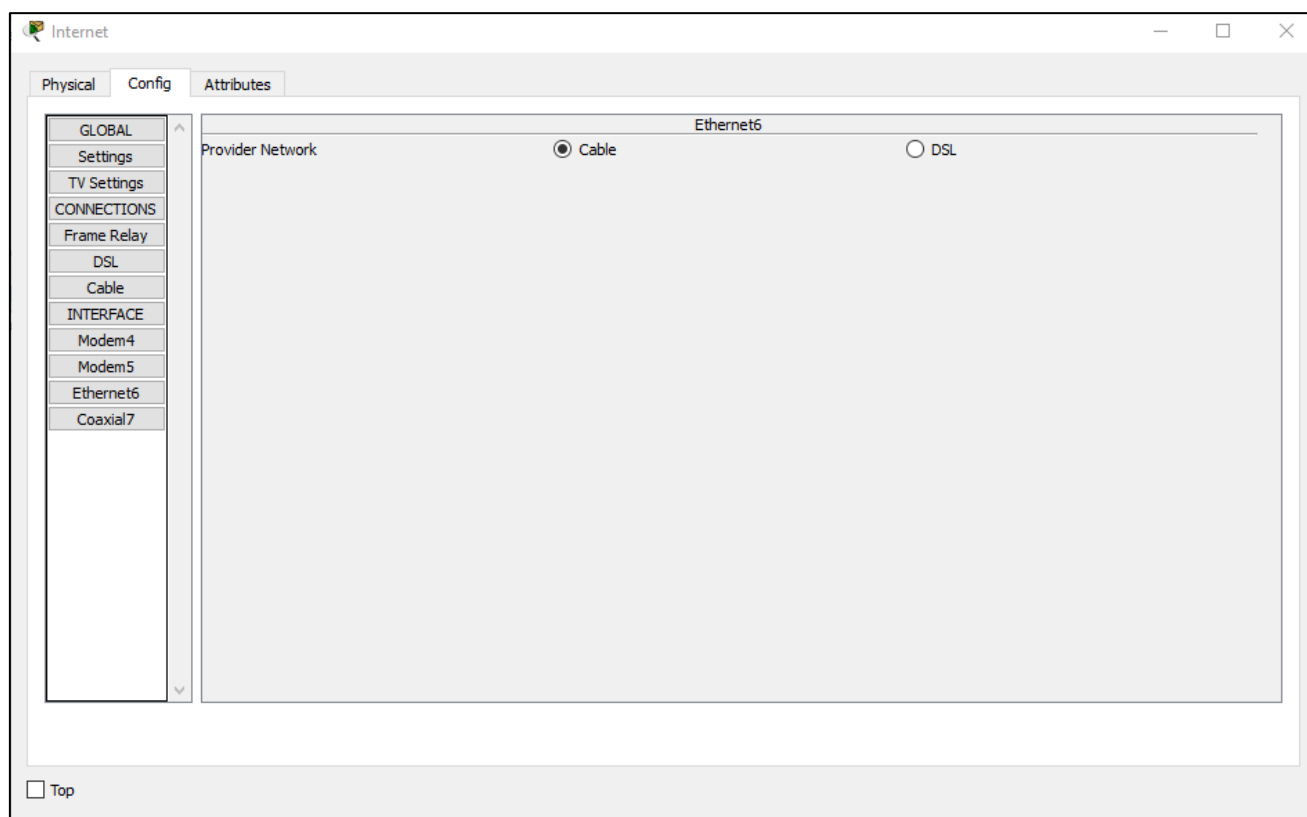 Internet
Physical Config Attributes
GLOBAL
Settings
TV Settings
CONNECTIONS
Frame Relay
DSL
Cable
INTERFACE
Modem4
Modem5
Ethernet6
Coaxial7
Ethernet6
Provider Network Cable DSL
Top